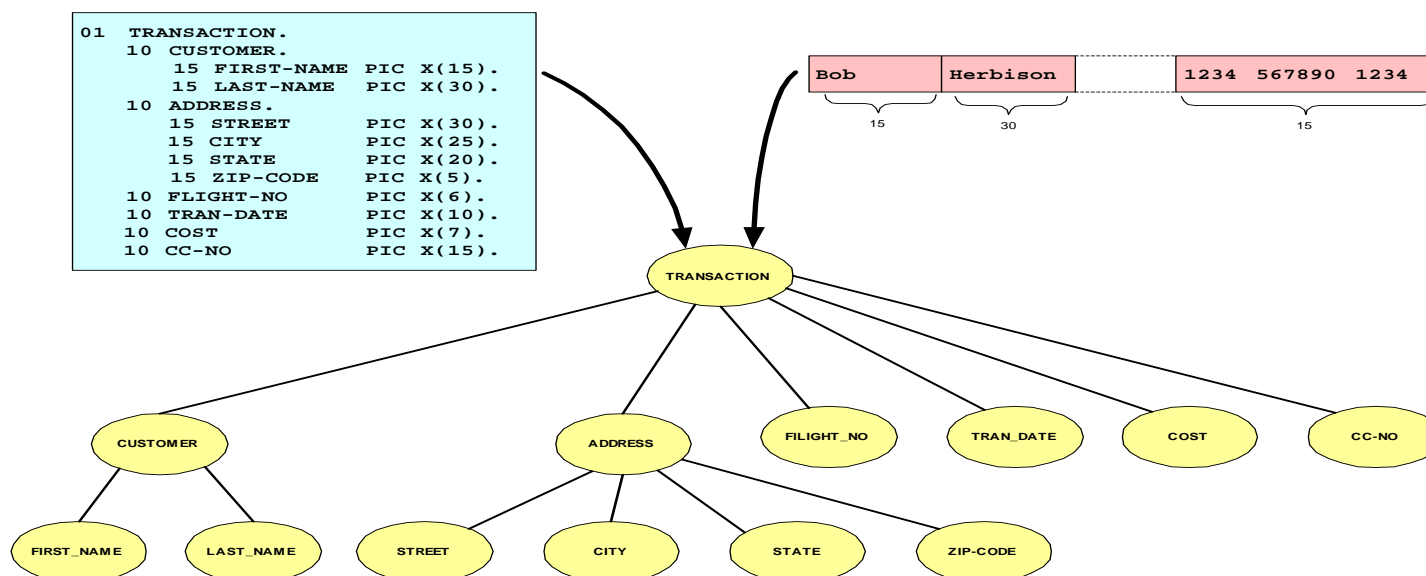 01  TRANSACTION.
10 CUSTOMER.
15 FIRST-NAME PIC X(15).
15 LAST-NAME  PIC X(30).
10 ADDRESS.
15 STREET     PIC X(30).
15 CITY       PIC X(25).
15 STATE      PIC X(20).
15 ZIP-CODE   PIC X(5).
10 FLIGHT-NO     PIC X(6).
10 TRAN-DATE     PIC X(10).
10 COST          PIC X(7).
10 CC-NO         PIC X(15).
Bob Herbison 1234 567890 1234
15 30 15
TRANSACTION
CUSTOMER ADDRESS FILIGHT_NO TRAN_DATE COST CC-NO
FIRST_NAME LAST_NAME STREET CITY STATE ZIP-CODE